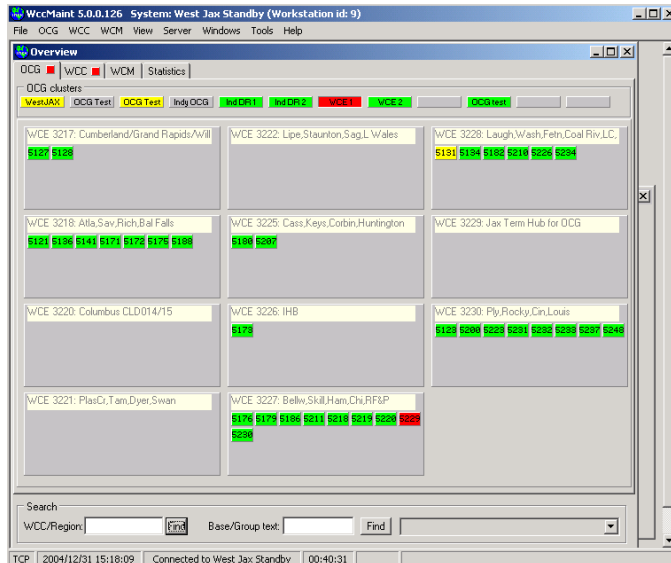 WccMaint 5.0.0.126 System: West Jax Standby (Workstation id: 9)
File OCG WCC WCM View Server Windows Tools Help
Overview
OCG WCC WCM Statistics
OCG clusters
WestJAX OCG Test OCG Test Indy OCG Ind DR1 Ind DR2 WCE 1 WCE 2 OCG test
WCE 3217: Cumberland/Grand Rapids/Will
5127 5128
WCE 3222: Lipe,Staunton,Sag,L Wales
WCE 3228: Laugh,Wash,Fetn,Coal Riv,LC,
5131 5134 5182 5210 5226 5234
WCE 3218: Atla,Sav,Rich,Bal Falls
5121 5136 5141 5171 5172 5175 5188
WCE 3225: Cass,Keys,Corbin,Huntington
5180 5207
WCE 3229: Jax Term Hub for OCG
WCE 3220: Columbus CLD014/15
WCE 3226: IHB
5173
WCE 3230: Ply,Rocky,Cin,Louis
5123 5200 5223 5231 5232 5233 5237 5248
WCE 3221: PlasCr,Tam,Dyer,Swan
WCE 3227: Bellw,Skill,Ham,Chi,RF&P
5176 5179 5186 5211 5218 5219 5220 5229
5230
Search
WCC/Region: Find Base/Group text: Find
TCP 2004/12/31 15:18:09 Connected to West Jax Standby 00:40:31